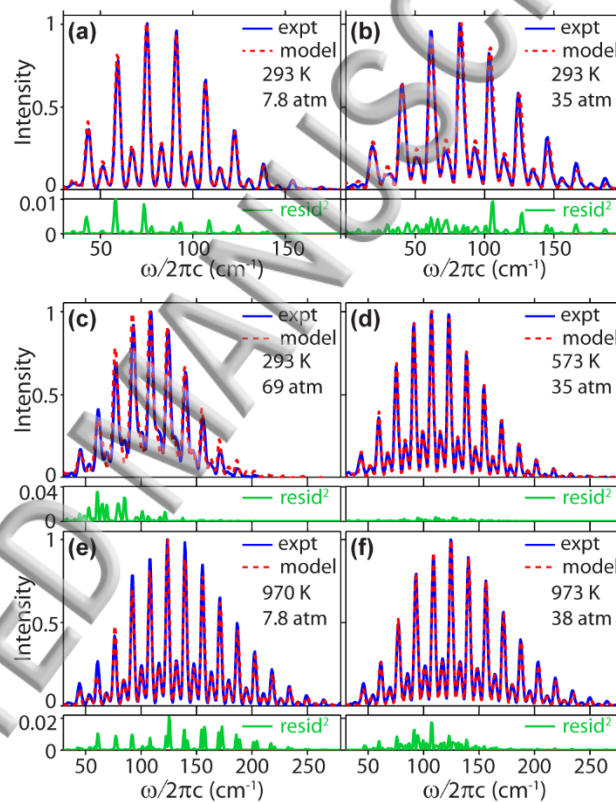 (a)
expt
model
293 K
7.8 atm
(b)
expt
model
293 K
35 atm
1
0.5
0
Intensity
0.01
0
resid²
resid²
50 100 150
50 100 150
ω/2πc (cm⁻¹)
ω/2πc (cm⁻¹)
(c)
expt
model
293 K
69 atm
(d)
expt
model
573 K
35 atm
1
0.5
0
Intensity
0.04
0
resid²
resid²
(e)
expt
model
970 K
7.8 atm
(f)
expt
model
973 K
38 atm
1
0.5
0
Intensity
0.02
0
resid²
resid²
50 100 150 200 250
50 100 150 200 250
ω/2πc (cm⁻¹)
ω/2πc (cm⁻¹)